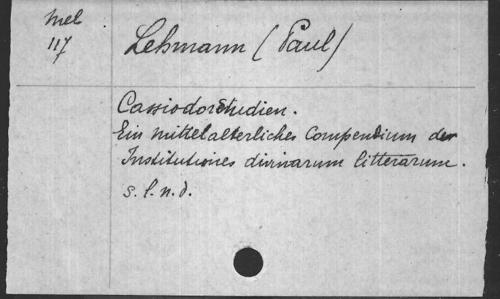 Mel
117
Lehmann (Paul)
Cassiodorstudien.
Ein mittelalterliches Compendium der
Institutiones divinarum litterarum.
s.l.n.d.